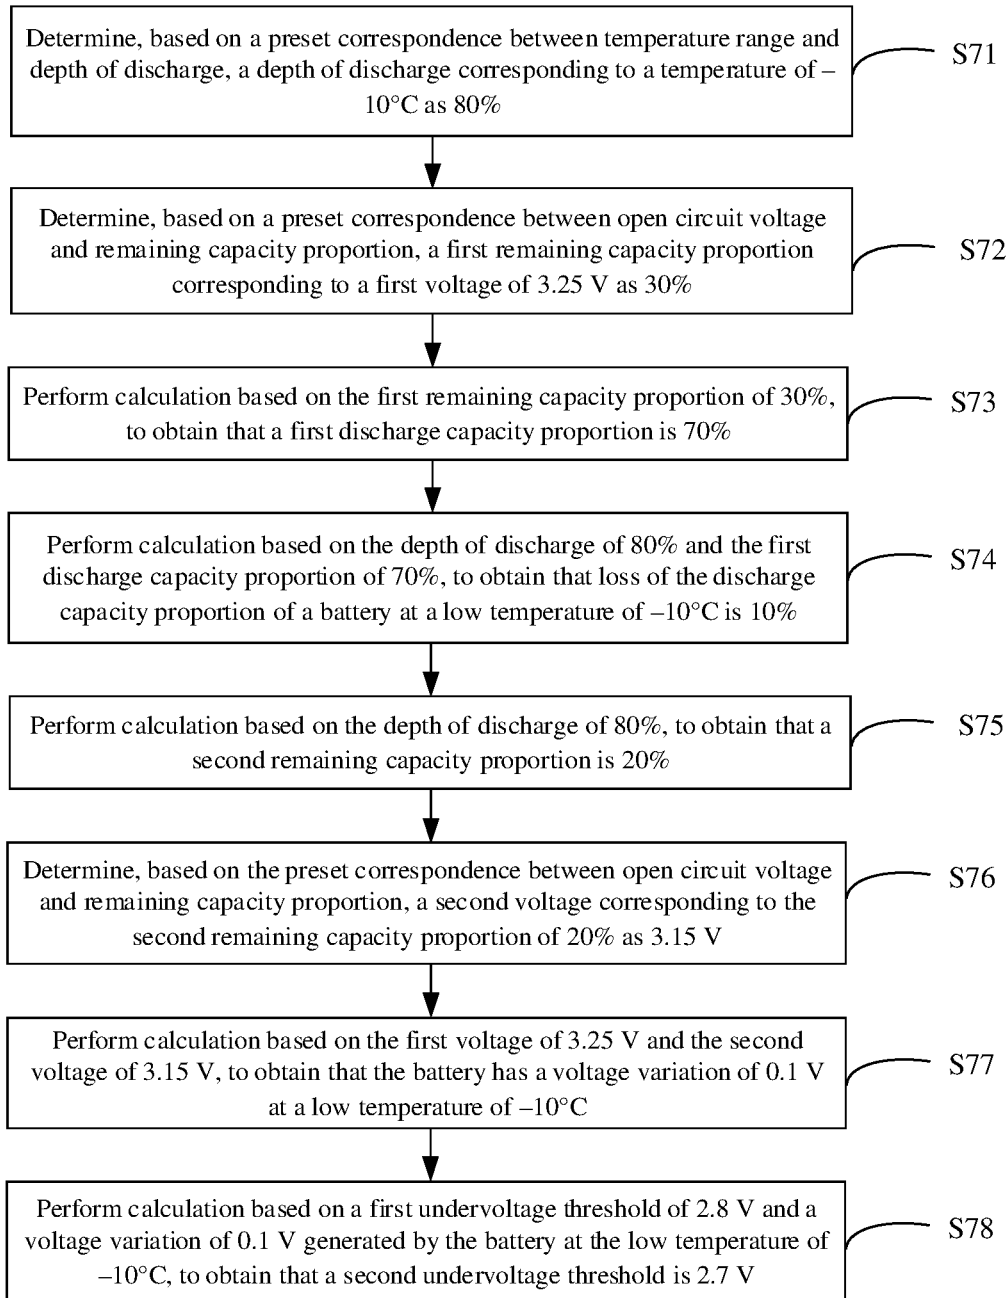 Determine, based on a preset correspondence between temperature range and
depth of discharge, a depth of discharge corresponding to a temperature of –
10°C as 80%
S71
Determine, based on a preset correspondence between open circuit voltage
and remaining capacity proportion, a first remaining capacity proportion
corresponding to a first voltage of 3.25 V as 30%
S72
Perform calculation based on the first remaining capacity proportion of 30%,
to obtain that a first discharge capacity proportion is 70%
S73
Perform calculation based on the depth of discharge of 80% and the first
discharge capacity proportion of 70%, to obtain that loss of the discharge
capacity proportion of a battery at a low temperature of –10°C is 10%
S74
Perform calculation based on the depth of discharge of 80%, to obtain that a
second remaining capacity proportion is 20%
S75
Determine, based on the preset correspondence between open circuit voltage
and remaining capacity proportion, a second voltage corresponding to the
second remaining capacity proportion of 20% as 3.15 V
S76
Perform calculation based on the first voltage of 3.25 V and the second
voltage of 3.15 V, to obtain that the battery has a voltage variation of 0.1 V
at a low temperature of –10°C
S77
Perform calculation based on a first undervoltage threshold of 2.8 V and a
voltage variation of 0.1 V generated by the battery at the low temperature of
–10°C, to obtain that a second undervoltage threshold is 2.7 V
S78